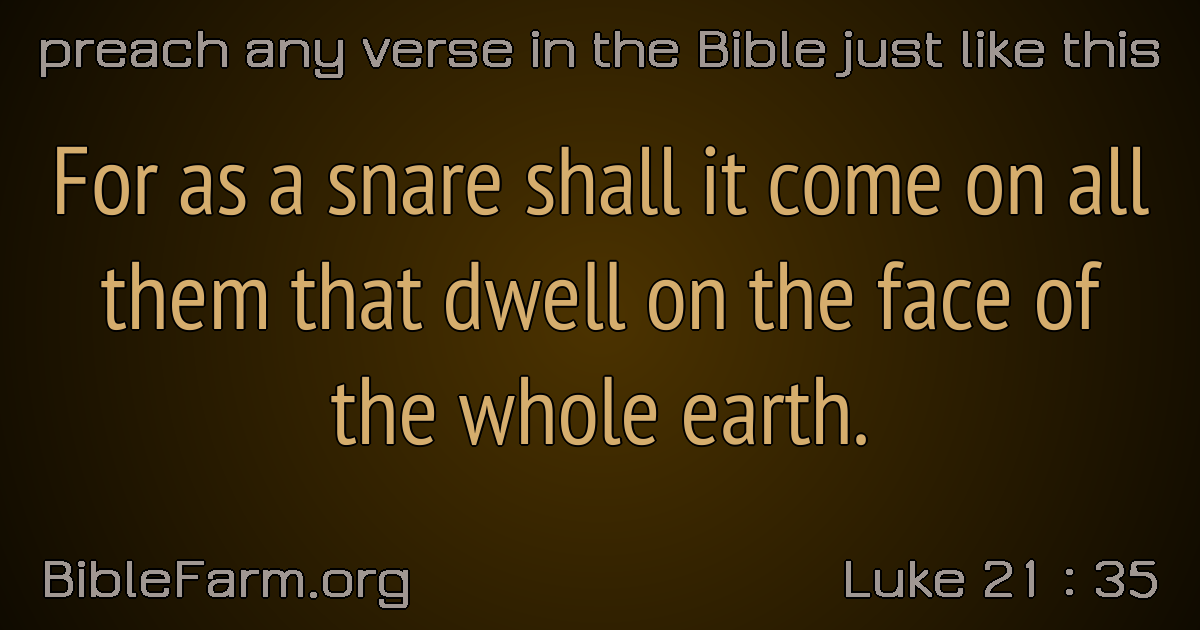 preach any verse in the Bible just like this
For as a snare shall it come on all
them that dwell on the face of
the whole earth.
BibleFarm.org
Luke 21 : 35